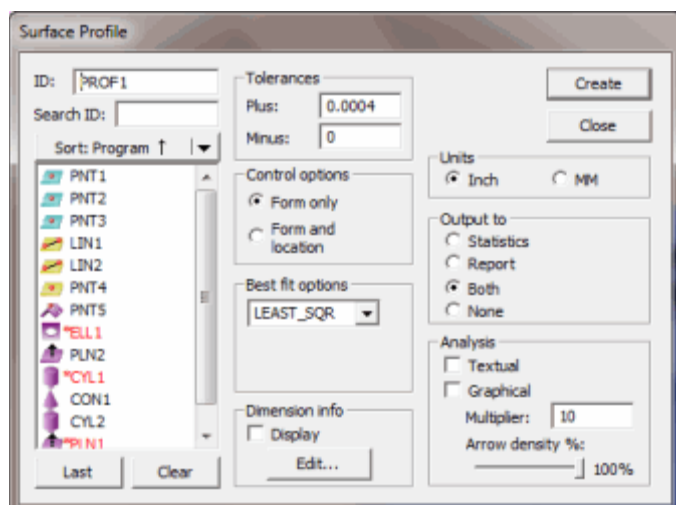 Surface Profile
ID: PROF1
Search ID:
Sort: Program ↑
PNT1
PNT2
PNT3
LIN1
LIN2
PNT4
PNT5
*ELL1
PLN2
*CYL1
CON1
CYL2
*PLN1
Last Clear
Tolerances
Plus: 0.0004
Minus: 0
Control options
Form only
Form and
location
Best fit options
LEAST_SQR
Dimension info
Display
Edit...
Create
Close
Units
Inch MM
Output to
Statistics
Report
Both
None
Analysis
Textual
Graphical
Multiplier: 10
Arrow density %:
100%